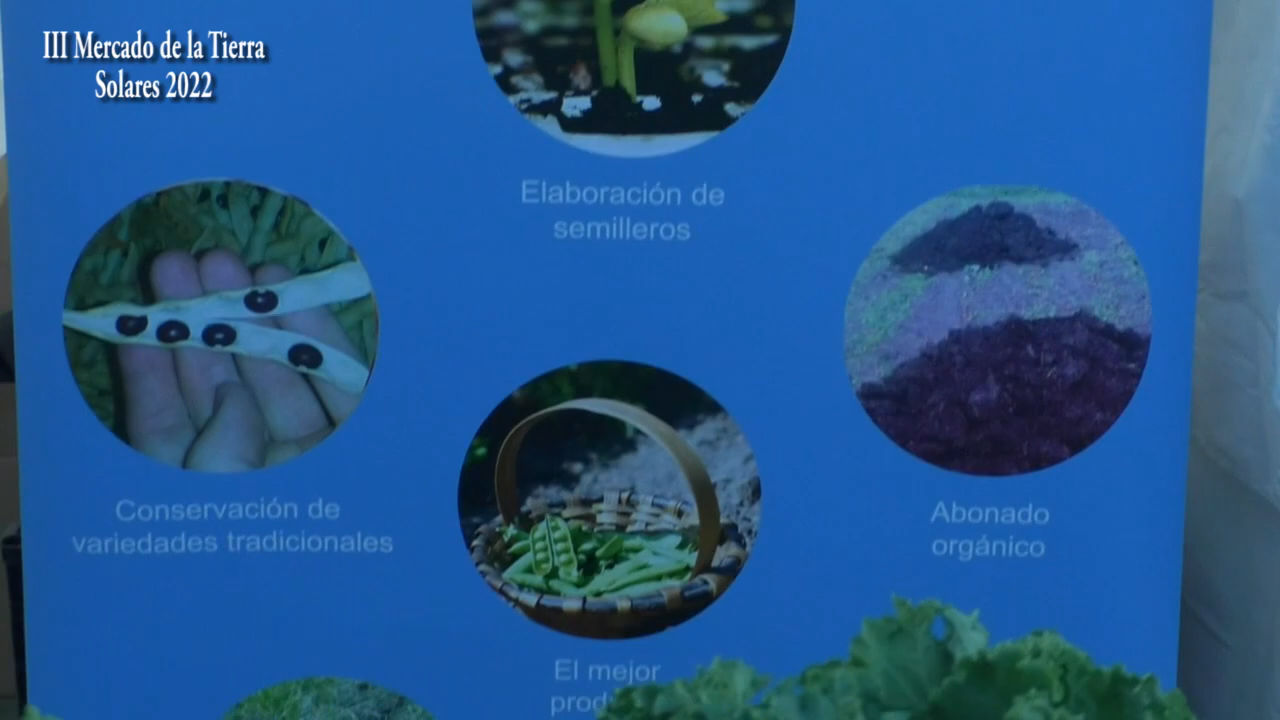 III Mercado de la Tierra
Solares 2022
Elaboración de
semilleros
Conservación de
variedades tradicionales
Abonado
orgánico
El mejor